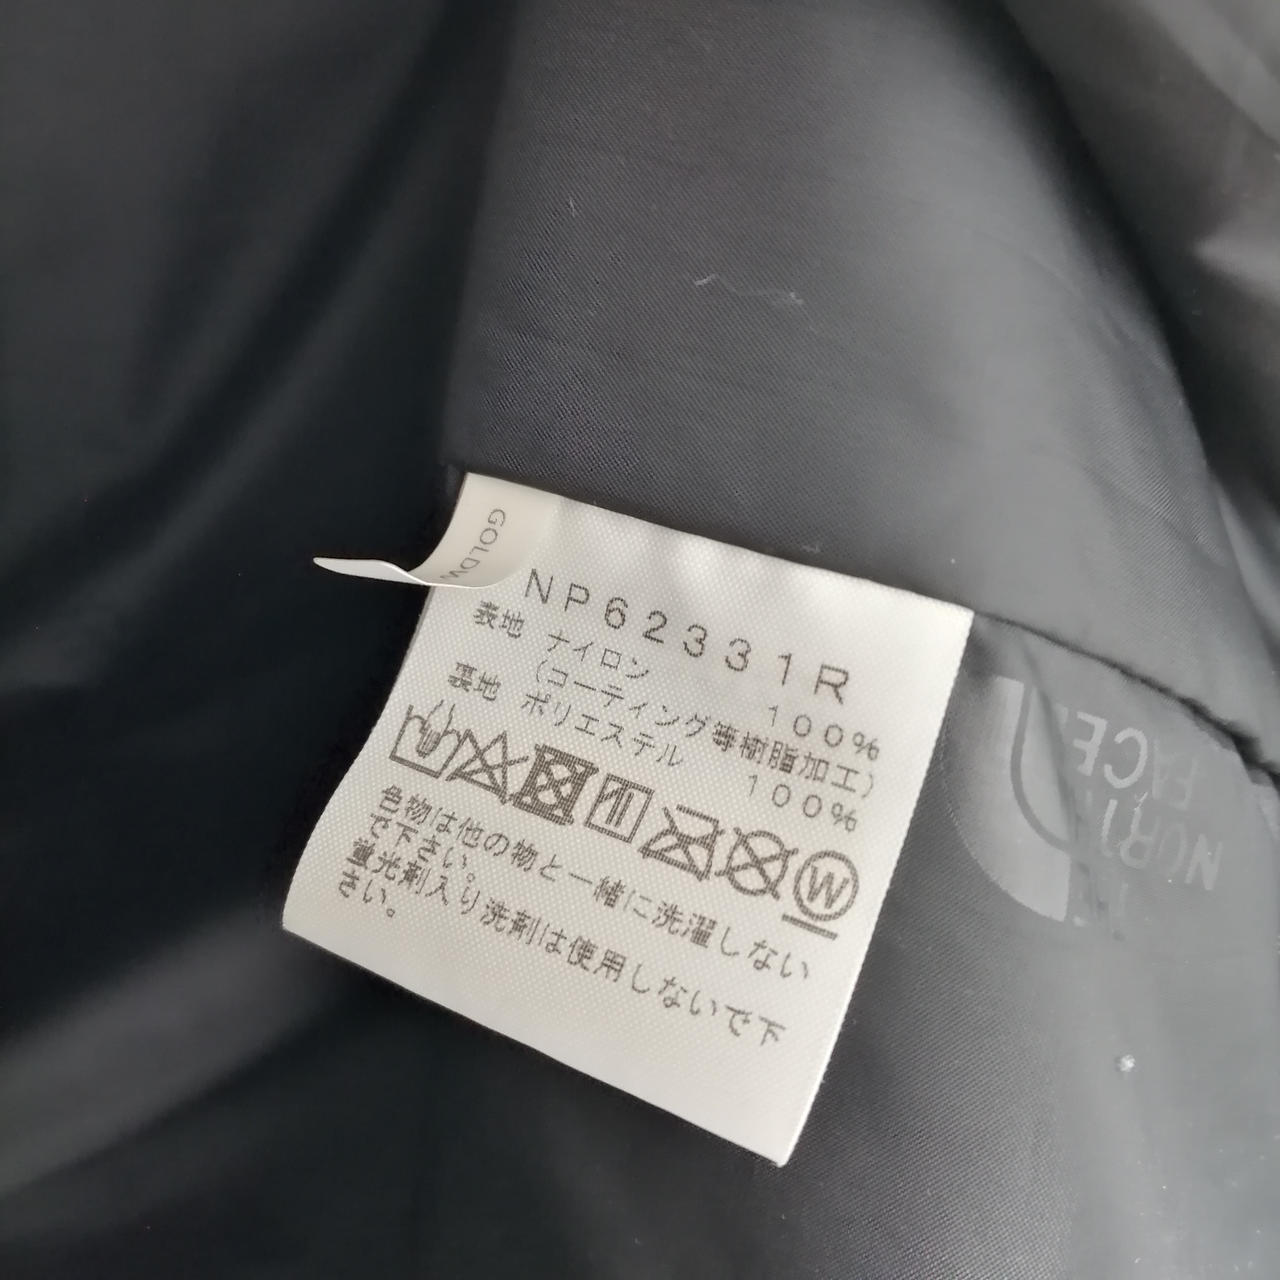 GOLDW
NP62331R
表地 ナイロン 100%
(コーティング等樹脂加工)
裏地 ポリエステル 100%
W
色物は他の物と一緒に洗濯しない
で下さい。
蛍光剤入り洗剤は使用しないで下
さい。
THE
NORTH
FACE